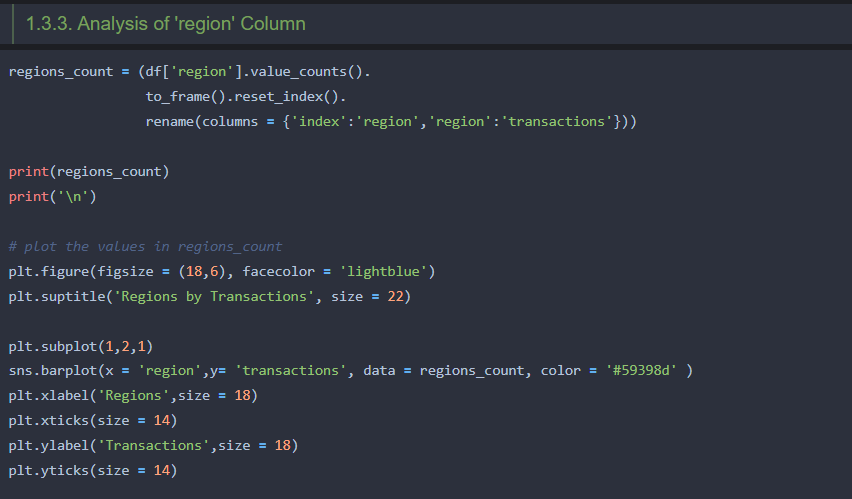 1.3.3. Analysis of 'region' Column
regions_count = (df['region'].value_counts().
to_frame().reset_index().
rename(columns = {'index':'region','region':'transactions'}))
print(regions_count)
print('\n')
# plot the values in regions_count
plt.figure(figsize = (18,6), facecolor = 'lightblue')
plt.suptitle('Regions by Transactions', size = 22)
plt.subplot(1,2,1)
sns.barplot(x = 'region',y= 'transactions', data = regions_count, color = '#59398d' )
plt.xlabel('Regions',size = 18)
plt.xticks(size = 14)
plt.ylabel('Transactions',size = 18)
plt.yticks(size = 14)